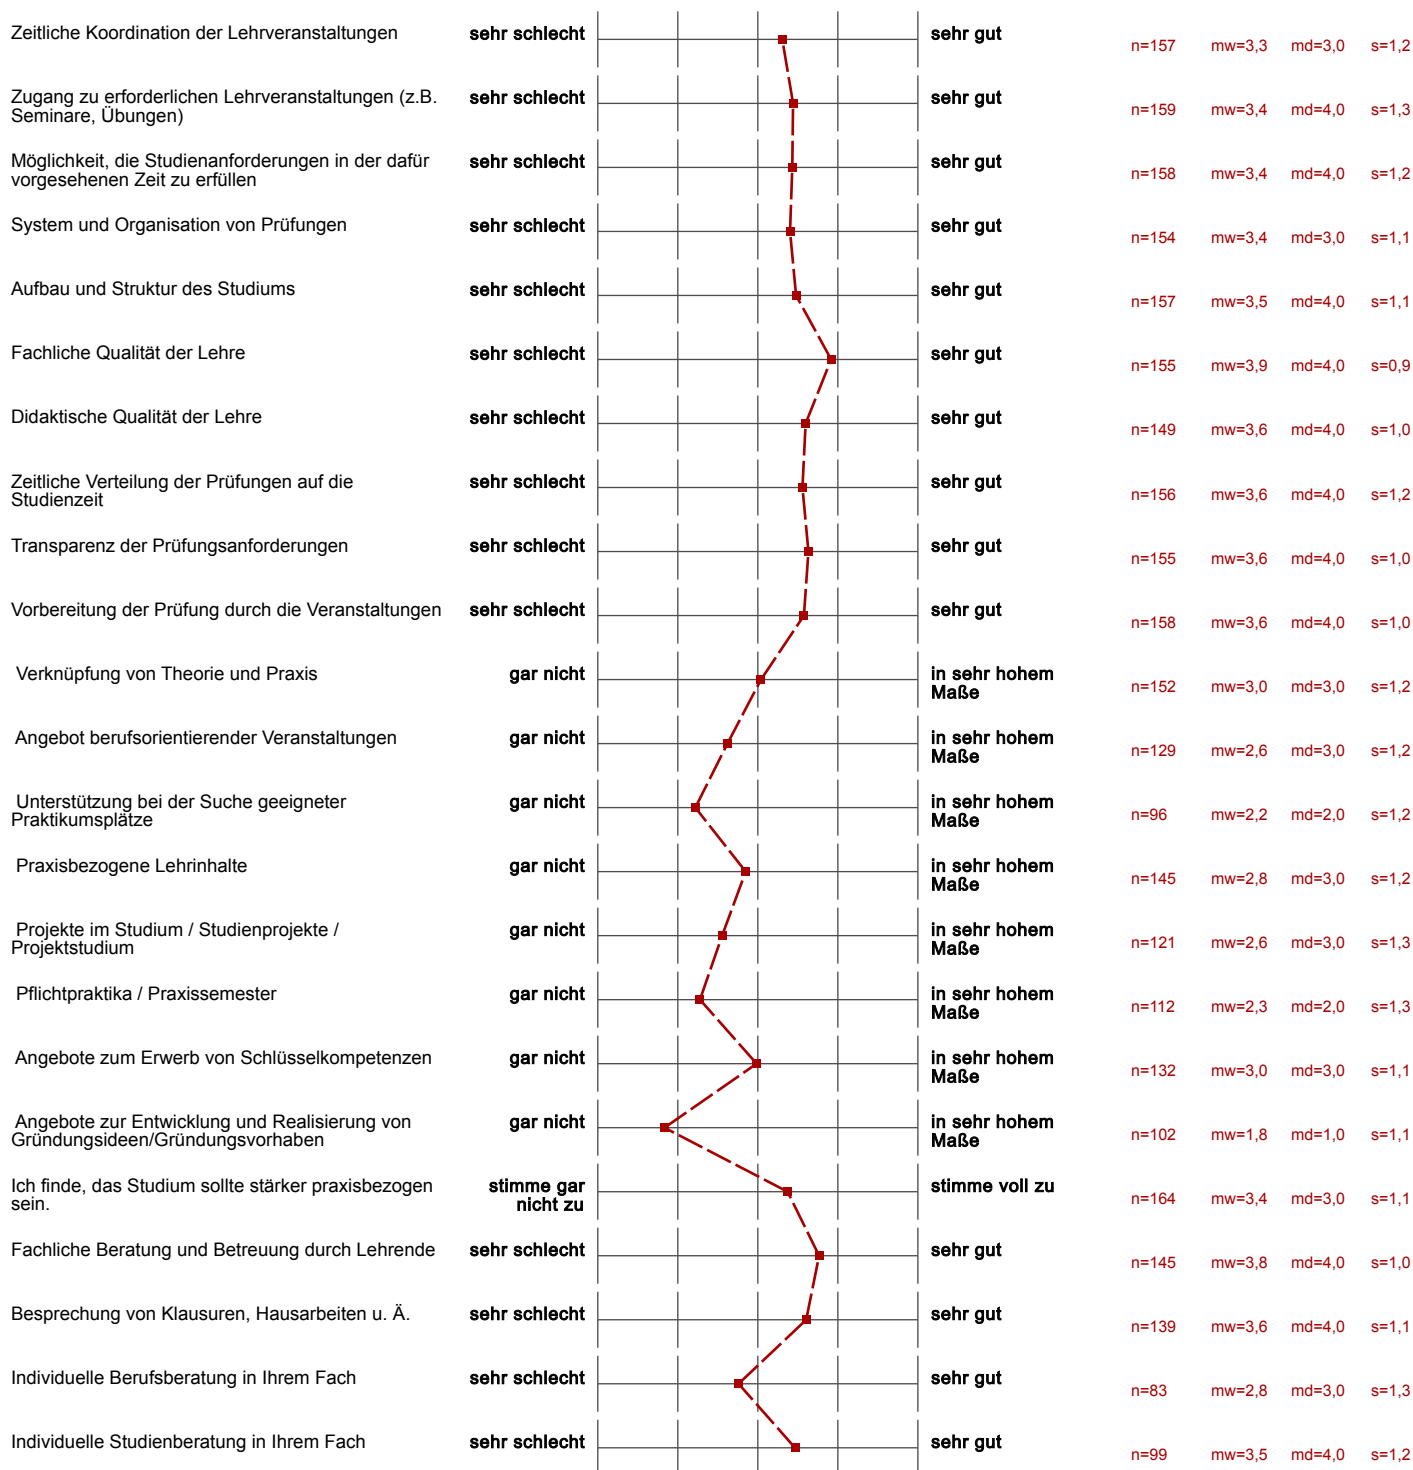 Zeitliche Koordination der Lehrveranstaltungen sehr schlecht sehr gut n=157 mw=3,3 md=3,0 s=1,2
Zugang zu erforderlichen Lehrveranstaltungen (z.B. sehr schlecht sehr gut
Seminare, Übungen) n=159 mw=3,4 md=4,0 s=1,3
Möglichkeit, die Studienanforderungen in der dafür sehr schlecht sehr gut
vorgesehenen Zeit zu erfüllen n=158 mw=3,4 md=4,0 s=1,2
System und Organisation von Prüfungen sehr schlecht sehr gut n=154 mw=3,4 md=3,0 s=1,1
Aufbau und Struktur des Studiums sehr schlecht sehr gut n=157 mw=3,5 md=4,0 s=1,1
Fachliche Qualität der Lehre sehr schlecht sehr gut n=155 mw=3,9 md=4,0 s=0,9
Didaktische Qualität der Lehre sehr schlecht sehr gut n=149 mw=3,6 md=4,0 s=1,0
Zeitliche Verteilung der Prüfungen auf die sehr schlecht sehr gut
Studienzeit n=156 mw=3,6 md=4,0 s=1,2
Transparenz der Prüfungsanforderungen sehr schlecht sehr gut n=155 mw=3,6 md=4,0 s=1,0
Vorbereitung der Prüfung durch die Veranstaltungen sehr schlecht sehr gut n=158 mw=3,6 md=4,0 s=1,0
Verknüpfung von Theorie und Praxis gar nicht in sehr hohem
Maße n=152 mw=3,0 md=3,0 s=1,2
Angebot berufsorientierender Veranstaltungen gar nicht in sehr hohem
Maße n=129 mw=2,6 md=3,0 s=1,2
Unterstützung bei der Suche geeigneter gar nicht in sehr hohem
Praktikumsplätze Maße n=96 mw=2,2 md=2,0 s=1,2
Praxisbezogene Lehrinhalte gar nicht in sehr hohem
Maße n=145 mw=2,8 md=3,0 s=1,2
Projekte im Studium / Studienprojekte / gar nicht in sehr hohem
Projektstudium Maße n=121 mw=2,6 md=3,0 s=1,3
Pflichtpraktika / Praxissemester gar nicht in sehr hohem
Maße n=112 mw=2,3 md=2,0 s=1,3
Angebote zum Erwerb von Schlüsselkompetenzen gar nicht in sehr hohem
Maße n=132 mw=3,0 md=3,0 s=1,1
Angebote zur Entwicklung und Realisierung von gar nicht in sehr hohem
Gründungsideen/Gründungsvorhaben Maße n=102 mw=1,8 md=1,0 s=1,1
Ich finde, das Studium sollte stärker praxisbezogen stimme gar stimme voll zu
sein. nicht zu n=164 mw=3,4 md=3,0 s=1,1
Fachliche Beratung und Betreuung durch Lehrende sehr schlecht sehr gut n=145 mw=3,8 md=4,0 s=1,0
Besprechung von Klausuren, Hausarbeiten u. Ä. sehr schlecht sehr gut n=139 mw=3,6 md=4,0 s=1,1
Individuelle Berufsberatung in Ihrem Fach sehr schlecht sehr gut n=83 mw=2,8 md=3,0 s=1,3
Individuelle Studienberatung in Ihrem Fach sehr schlecht sehr gut n=99 mw=3,5 md=4,0 s=1,2